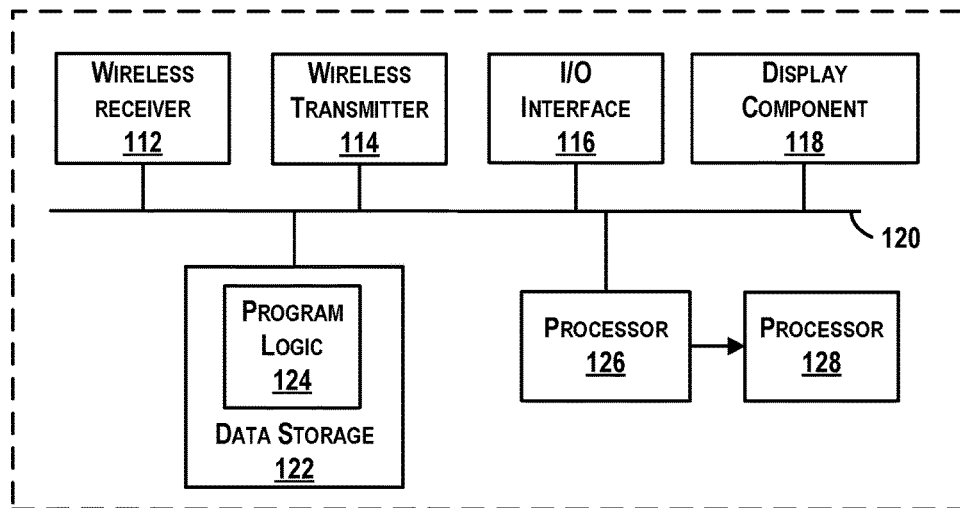 WIRELESS
RECEIVER
112
WIRELESS
TRANSMITTER
114
I/O
INTERFACE
116
DISPLAY
COMPONENT
118
120
PROGRAM
LOGIC
124
DATA STORAGE
122
PROCESSOR
126
PROCESSOR
128